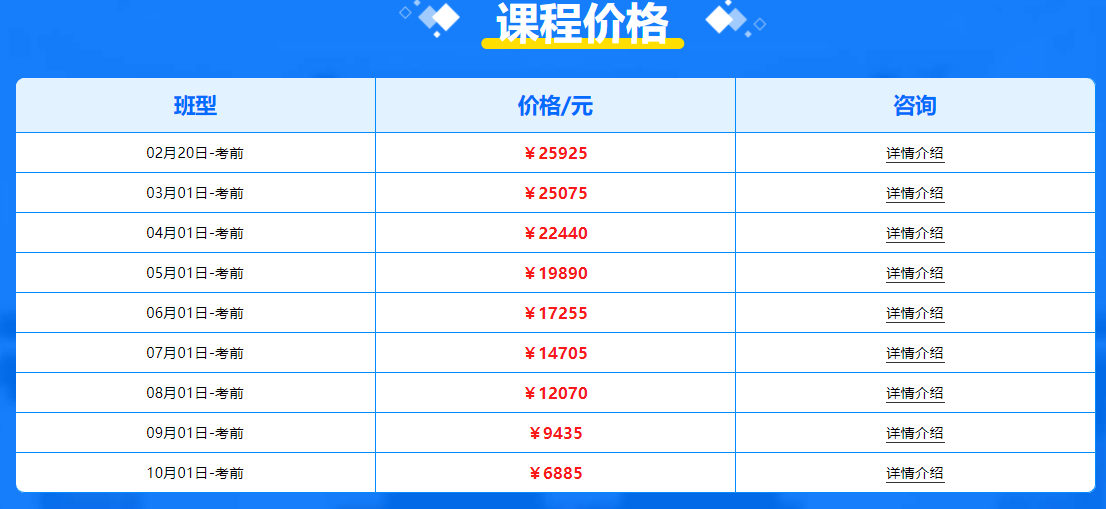 课程价格
班型 价格/元 咨询
02月20日-考前 ￥25925 详情介绍
03月01日-考前 ￥25075 详情介绍
04月01日-考前 ￥22440 详情介绍
05月01日-考前 ￥19890 详情介绍
06月01日-考前 ￥17255 详情介绍
07月01日-考前 ￥14705 详情介绍
08月01日-考前 ￥12070 详情介绍
09月01日-考前 ￥9435 详情介绍
10月01日-考前 ￥6885 详情介绍